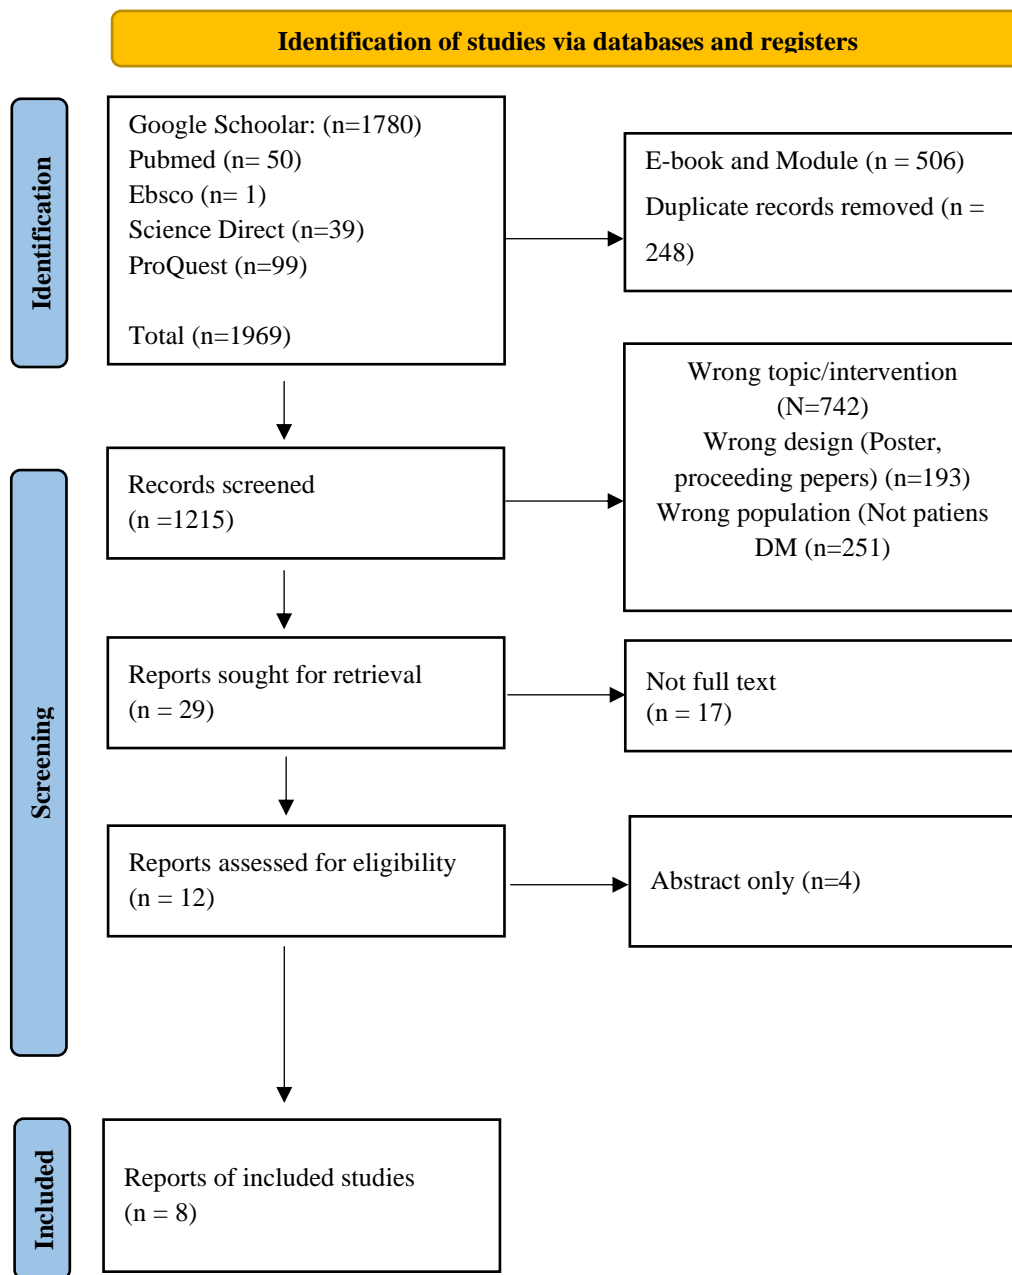 Identification of studies via databases and registers
Identification
Google Schoolar: (n=1780)
Pubmed (n= 50)
Ebsco (n= 1)
Science Direct (n=39)
ProQuest (n=99)
Total (n=1969)
E-book and Module (n = 506)
Duplicate records removed (n =
248)
Screening
Records screened
(n =1215)
Wrong topic/intervention
(N=742)
Wrong design (Poster,
proceeding pepers) (n=193)
Wrong population (Not patiens
DM (n=251)
Reports sought for retrieval
(n = 29)
Not full text
(n = 17)
Reports assessed for eligibility
(n = 12)
Abstract only (n=4)
Included
Reports of included studies
(n = 8)